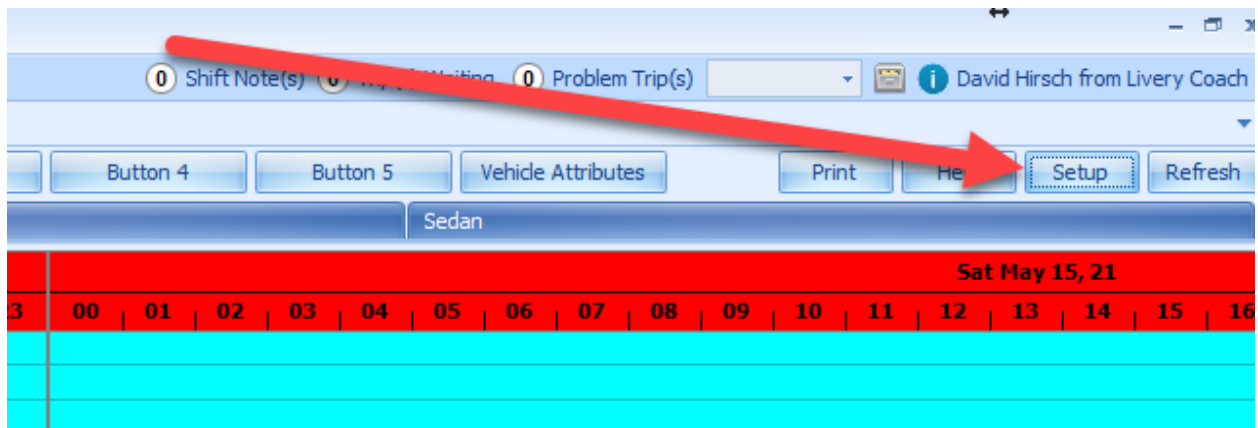 0 Shift Note(s) 0 Waiting 0 Problem Trip(s) David Hirsch from Livery Coach
Button 4 Button 5 Vehicle Attributes Print Setup Refresh
Sedan
Sat May 15, 21
00 01 02 03 04 05 06 07 08 09 10 11 12 13 14 15 16